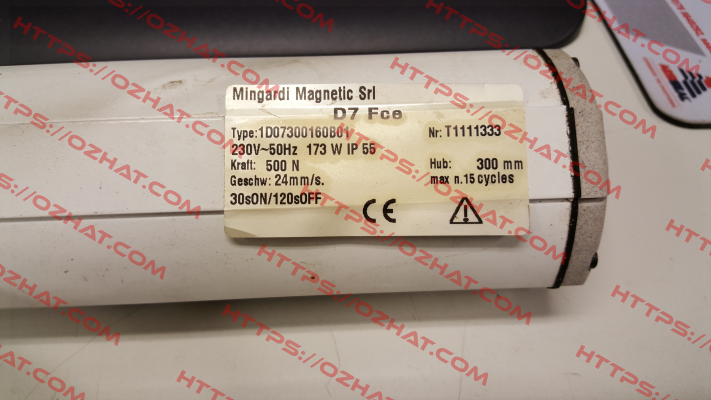 Mingardi Magnetic Srl
D7 Fce
Type:1D07300160B01 Nr: T1111333
230V~50Hz 173 W IP 55
Kraft: 500 N Hub: 300 mm
Geschw: 24mm/s. max n.15 cycles
30sON/120sOFF CE
HTTPS://OZHAT.COM